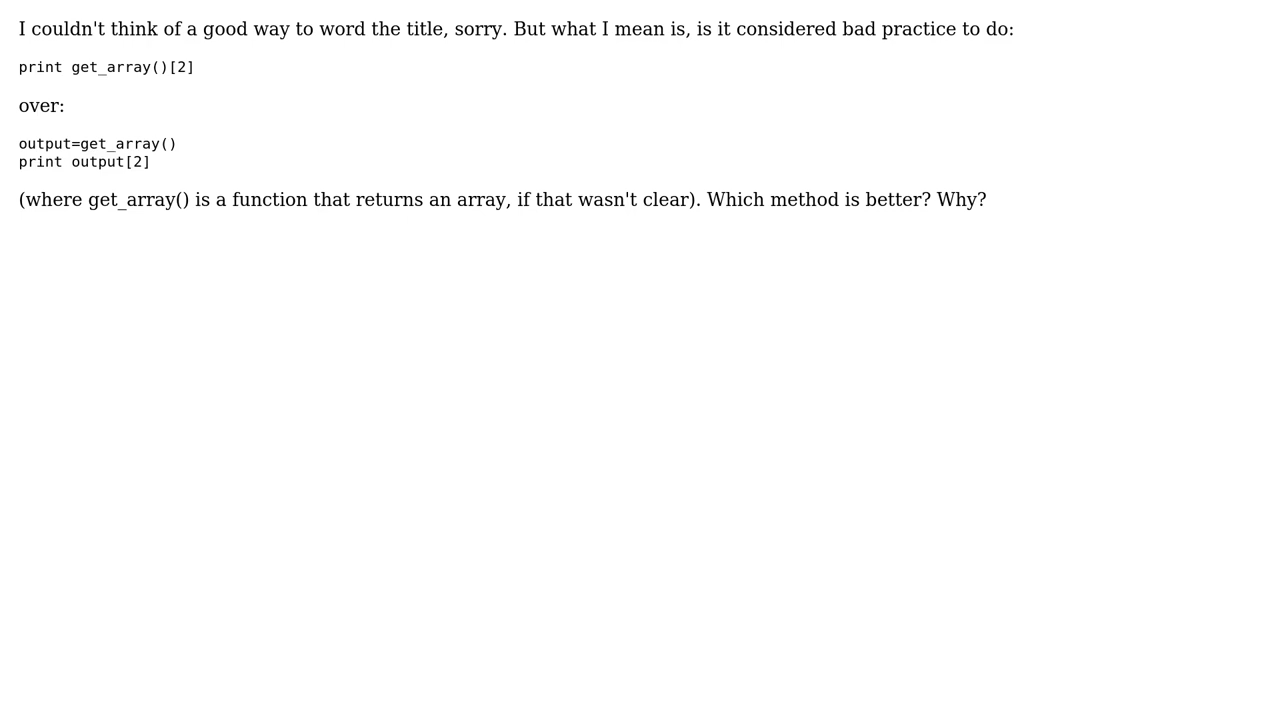 I couldn't think of a good way to word the title, sorry. But what I mean is, is it considered bad practice to do:
print get_array()[2]
over:
output=get_array()
print output[2]
(where get_array() is a function that returns an array, if that wasn't clear). Which method is better? Why?